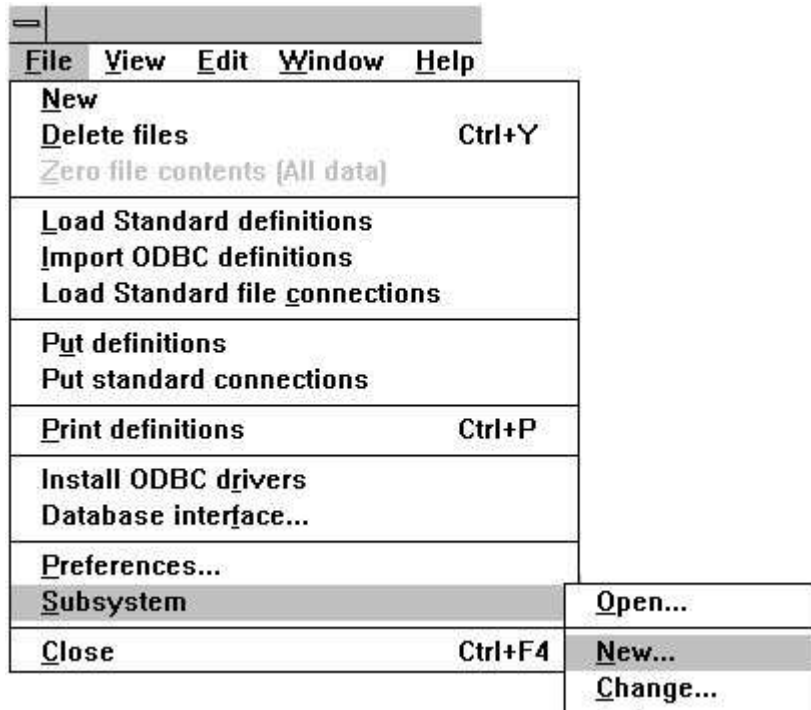 File View Edit Window Help
New
Delete files Ctrl+Y
Zero file contents (All data)
Load Standard definitions
Import ODBC definitions
Load Standard file connections
Put definitions
Put standard connections
Print definitions Ctrl+P
Install ODBC drivers
Database interface...
Preferences...
Subsystem
Open...
Close Ctrl+F4
New...
Change...